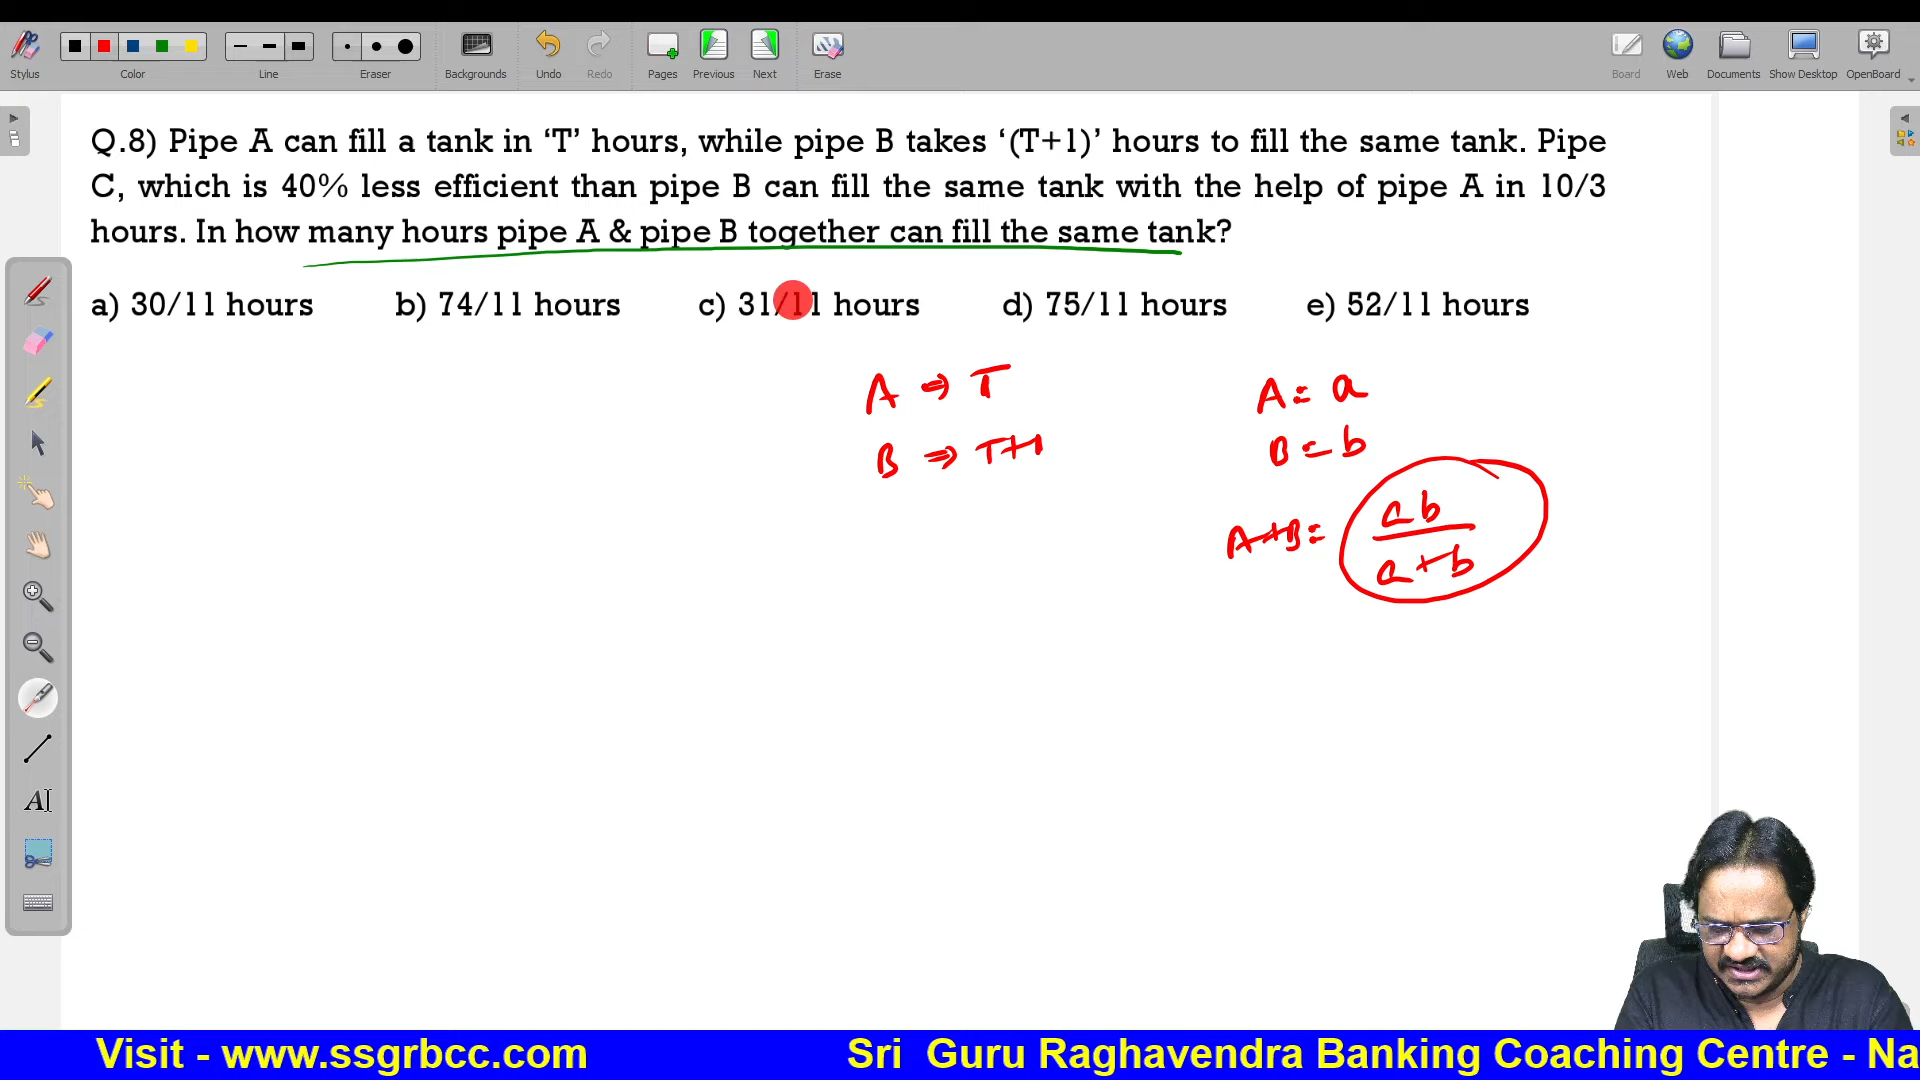 Stylus
Color
Line
Eraser
Backgrounds
Undo
Redo
Pages
Previous
Next
Erase
Board
Web
Documents
Show Desktop
OpenBoard
Q.8) Pipe A can fill a tank in ‘T’ hours, while pipe B takes ‘(T+1)’ hours to fill the same tank. Pipe
C, which is 40% less efficient than pipe B can fill the same tank with the help of pipe A in 10/3
hours. In how many hours pipe A & pipe B together can fill the same tank?
a) 30/11 hours b) 74/11 hours c) 31/11 hours d) 75/11 hours e) 52/11 hours
A ⇒ T
B ⇒ T+1
A = a
B = b
A+B = ab
a+b
AI
Visit - www.ssgrbcc.com Sri Guru Raghavendra Banking Coaching Centre - Na